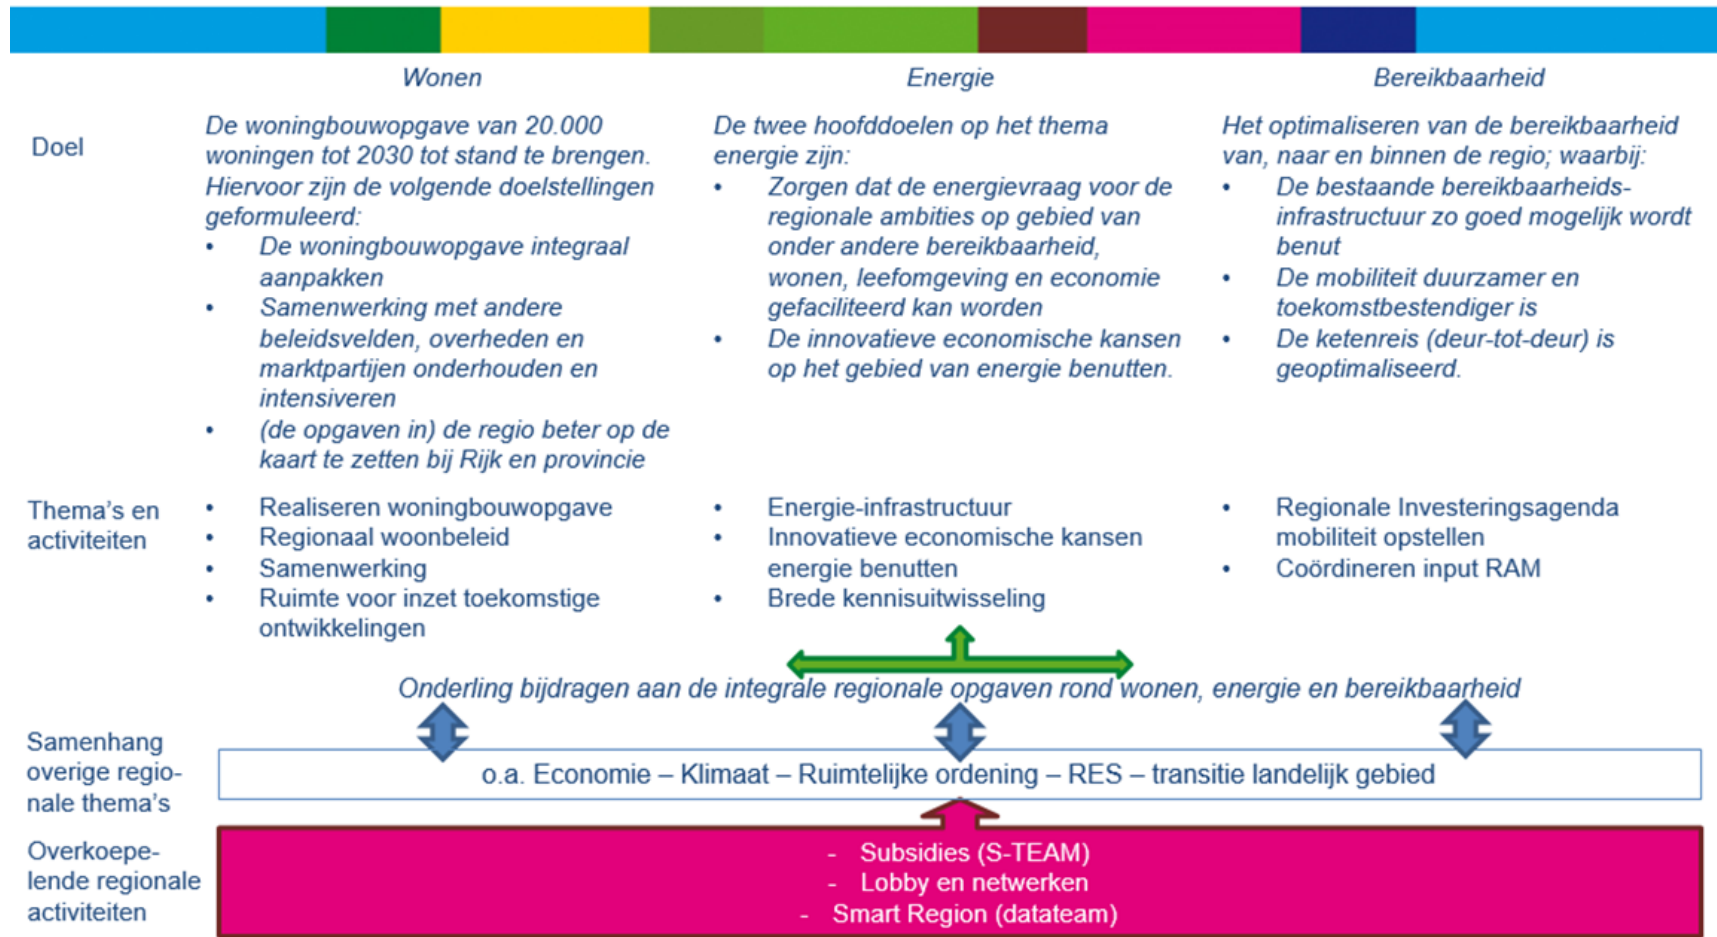 Wonen
Energie
Bereikbaarheid
Doel
De woningbouwopgave van 20.000
woningen tot 2030 tot stand te brengen.
Hiervoor zijn de volgende doelstellingen
geformuleerd:
• De woningbouwopgave integraal
aanpakken
• Samenwerking met andere
beleidsvelden, overheden en
marktpartijen onderhouden en
intensiveren
• (de opgaven in) de regio beter op de
kaart te zetten bij Rijk en provincie
De twee hoofddoelen op het thema
energie zijn:
• Zorgen dat de energievraag voor de
regionale ambities op gebied van
onder andere bereikbaarheid,
wonen, leefomgeving en economie
gefaciliteerd kan worden
• De innovatieve economische kansen
op het gebied van energie benutten.
Het optimaliseren van de bereikbaarheid
van, naar en binnen de regio; waarbij:
• De bestaande bereikbaarheids-
infrastructuur zo goed mogelijk wordt
benut
• De mobiliteit duurzamer en
toekomstbestendiger is
• De ketenreis (deur-tot-deur) is
geoptimaliseerd.
Thema's en
activiteiten
• Realiseren woningbouwopgave
• Regionaal woonbeleid
• Samenwerking
• Ruimte voor inzet toekomstige
ontwikkelingen
• Energie-infrastructuur
• Innovatieve economische kansen
energie benutten
• Brede kennisuitwisseling
• Regionale Investeringsagenda
mobiliteit opstellen
• Coördineren input RAM
Onderling bijdragen aan de integrale regionale opgaven rond wonen, energie en bereikbaarheid
Samenhang
overige regio-
nale thema's
o.a. Economie – Klimaat – Ruimtelijke ordening – RES – transitie landelijk gebied
Overkoepe-
lende regionale
activiteiten
- Subsidies (S-TEAM)
- Lobby en netwerken
- Smart Region (datateam)